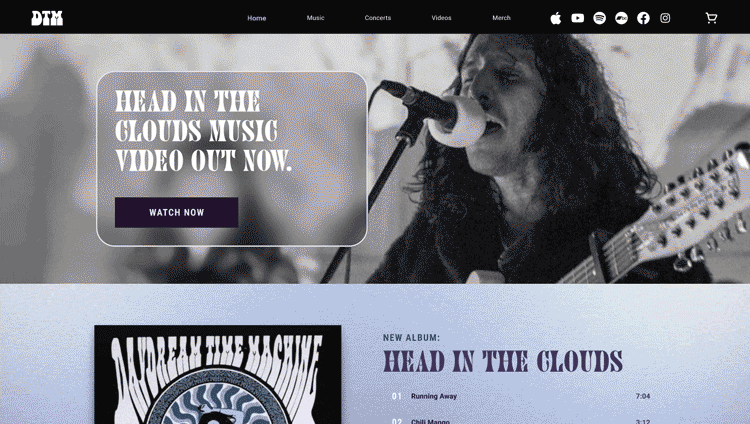 DTM
Home
Music
Concerts
Videos
Merch
HEAD IN THE
CLOUDS MUSIC
VIDEO OUT NOW.
WATCH NOW
DAYDREAM TIME MACHINE
NEW ALBUM:
HEAD IN THE CLOUDS
01 Running Away 7:04
02 Chili Mango 3:12